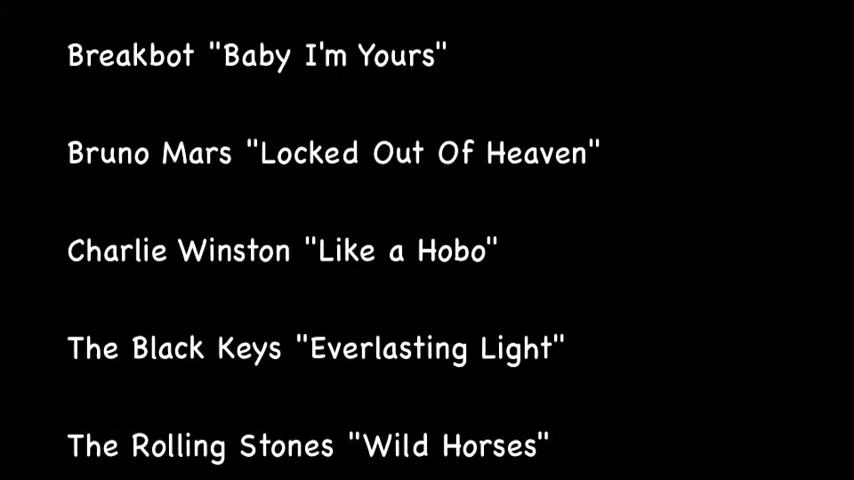 Breakbot "Baby I'm Yours"
Bruno Mars "Locked Out Of Heaven"
Charlie Winston "Like a Hobo"
The Black Keys "Everlasting Light"
The Rolling Stones "Wild Horses"